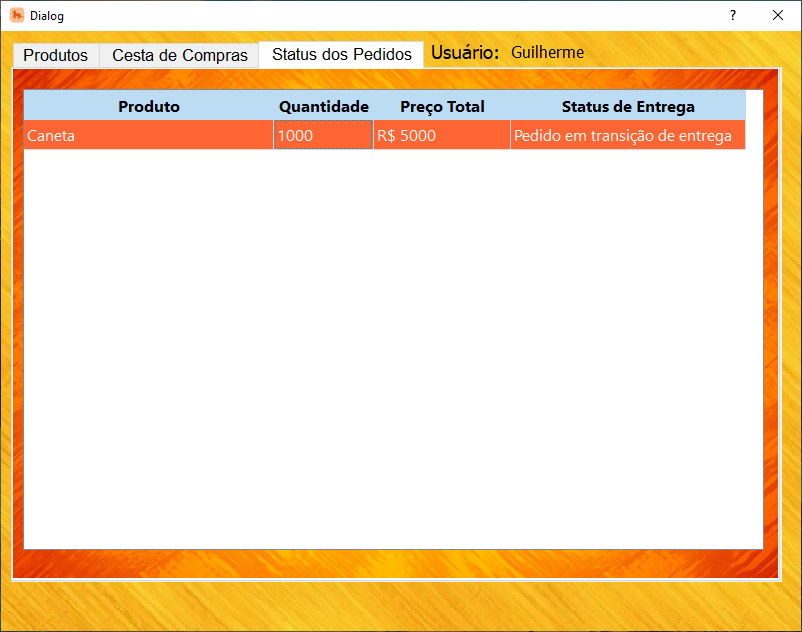 Dialog ?
Produtos Cesta de Compras Status dos Pedidos Usuário: Guilherme
Produto Quantidade Preço Total Status de Entrega
Caneta 1000 R$ 5000 Pedido em transição de entrega